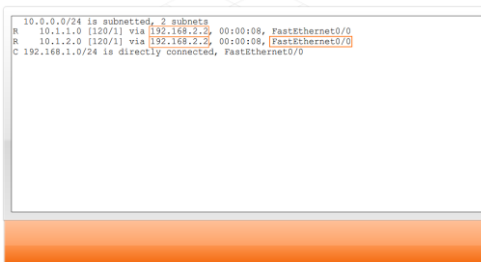 10.0.0.0/24 is subnetted, 2 subnets
R 10.1.1.0 [120/1] via 192.168.2.2, 00:00:08, FastEthernet0/0
R 10.1.2.0 [120/1] via 192.168.2.2, 00:00:08, FastEthernet0/0
C 192.168.1.0/24 is directly connected, FastEthernet0/0